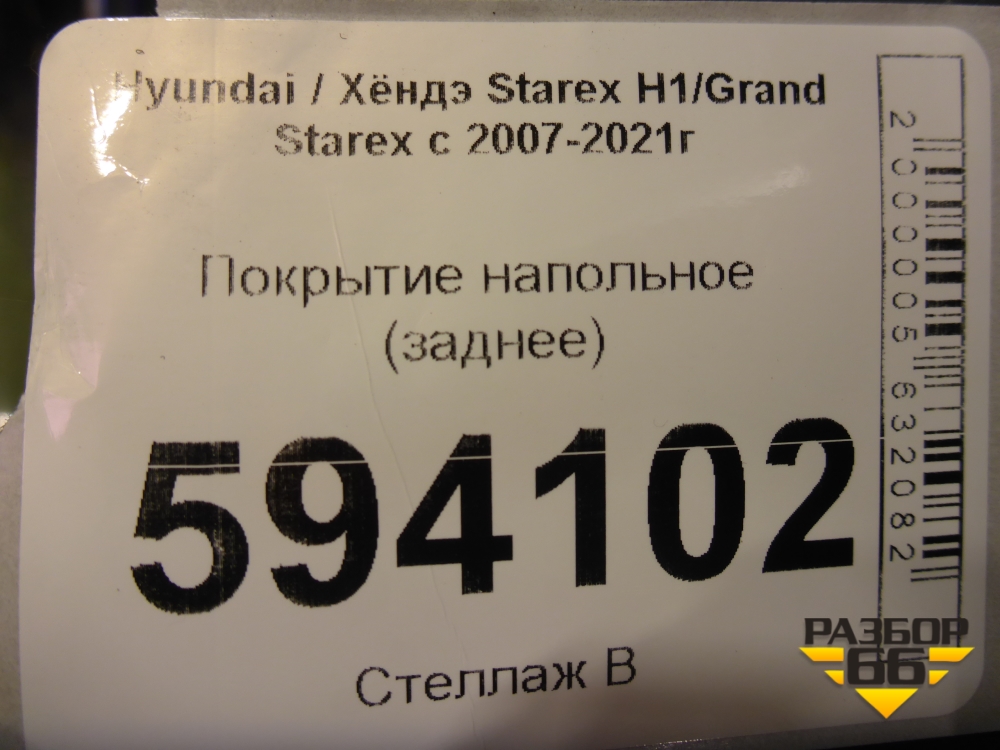 Hyundai / Хёндэ Starex H1/Grand
Starex с 2007-2021г
Покрытие напольное
(заднее)
594102
Стеллаж В
2000005632082
РАЗБОР
66